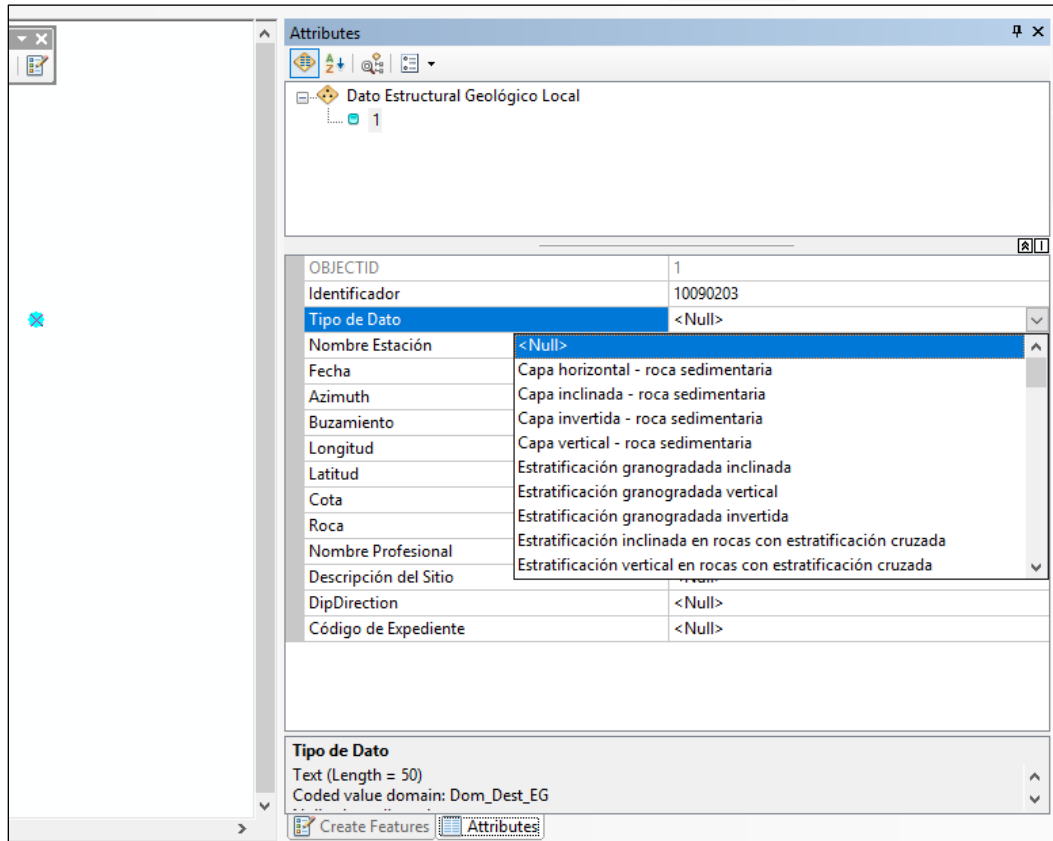 Attributes
Dato Estructural Geológico Local
1
OBJECTID 1
Identificador 10090203
Tipo de Dato <Null>
Nombre Estación <Null>
Fecha Capa horizontal - roca sedimentaria
Azimuth Capa inclinada - roca sedimentaria
Buzamiento Capa invertida - roca sedimentaria
Longitud Capa vertical - roca sedimentaria
Latitud Estratificación granogradada inclinada
Cota Estratificación granogradada vertical
Roca Estratificación granogradada invertida
Nombre Profesional Estratificación inclinada en rocas con estratificación cruzada
Descripción del Sitio Estratificación vertical en rocas con estratificación cruzada
DipDirection <Null>
Código de Expediente <Null>
Tipo de Dato
Text (Length = 50)
Coded value domain: Dom_Dest_EG
Create Features Attributes